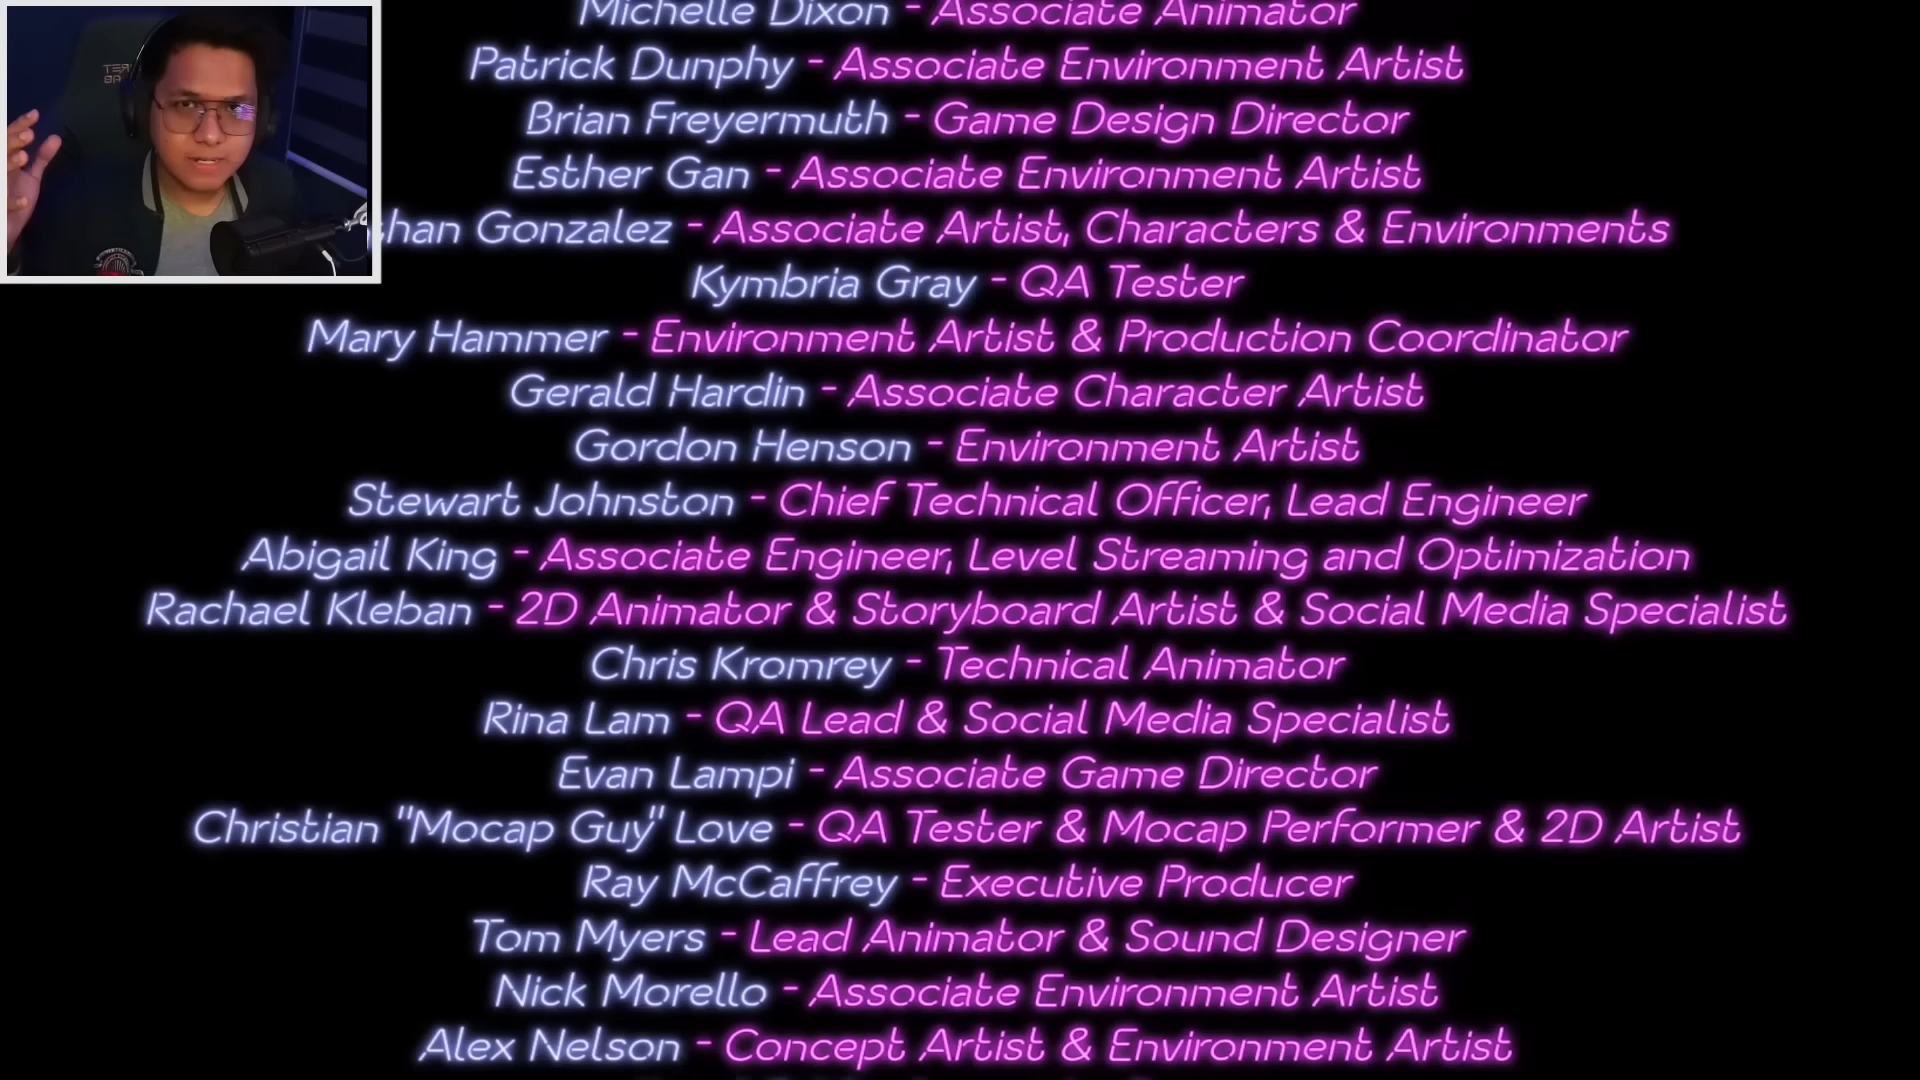 Michelle Dixon - Associate Animator
Patrick Dunphy - Associate Environment Artist
Brian Freyermuth - Game Design Director
Esther Gan - Associate Environment Artist
Gonzalez - Associate Artist, Characters & Environments
Kymbria Gray - QA Tester
Mary Hammer - Environment Artist & Production Coordinator
Gerald Hardin - Associate Character Artist
Gordon Henson - Environment Artist
Stewart Johnston - Chief Technical Officer, Lead Engineer
Abigail King - Associate Engineer, Level Streaming and Optimization
Rachael Kleban - 2D Animator & Storyboard Artist & Social Media Specialist
Chris Kromrey - Technical Animator
Rina Lam - QA Lead & Social Media Specialist
Evan Lampi - Associate Game Director
Christian "Mocap Guy" Love - QA Tester & Mocap Performer & 2D Artist
Ray McCaffrey - Executive Producer
Tom Myers - Lead Animator & Sound Designer
Nick Morello - Associate Environment Artist
Alex Nelson - Concept Artist & Environment Artist